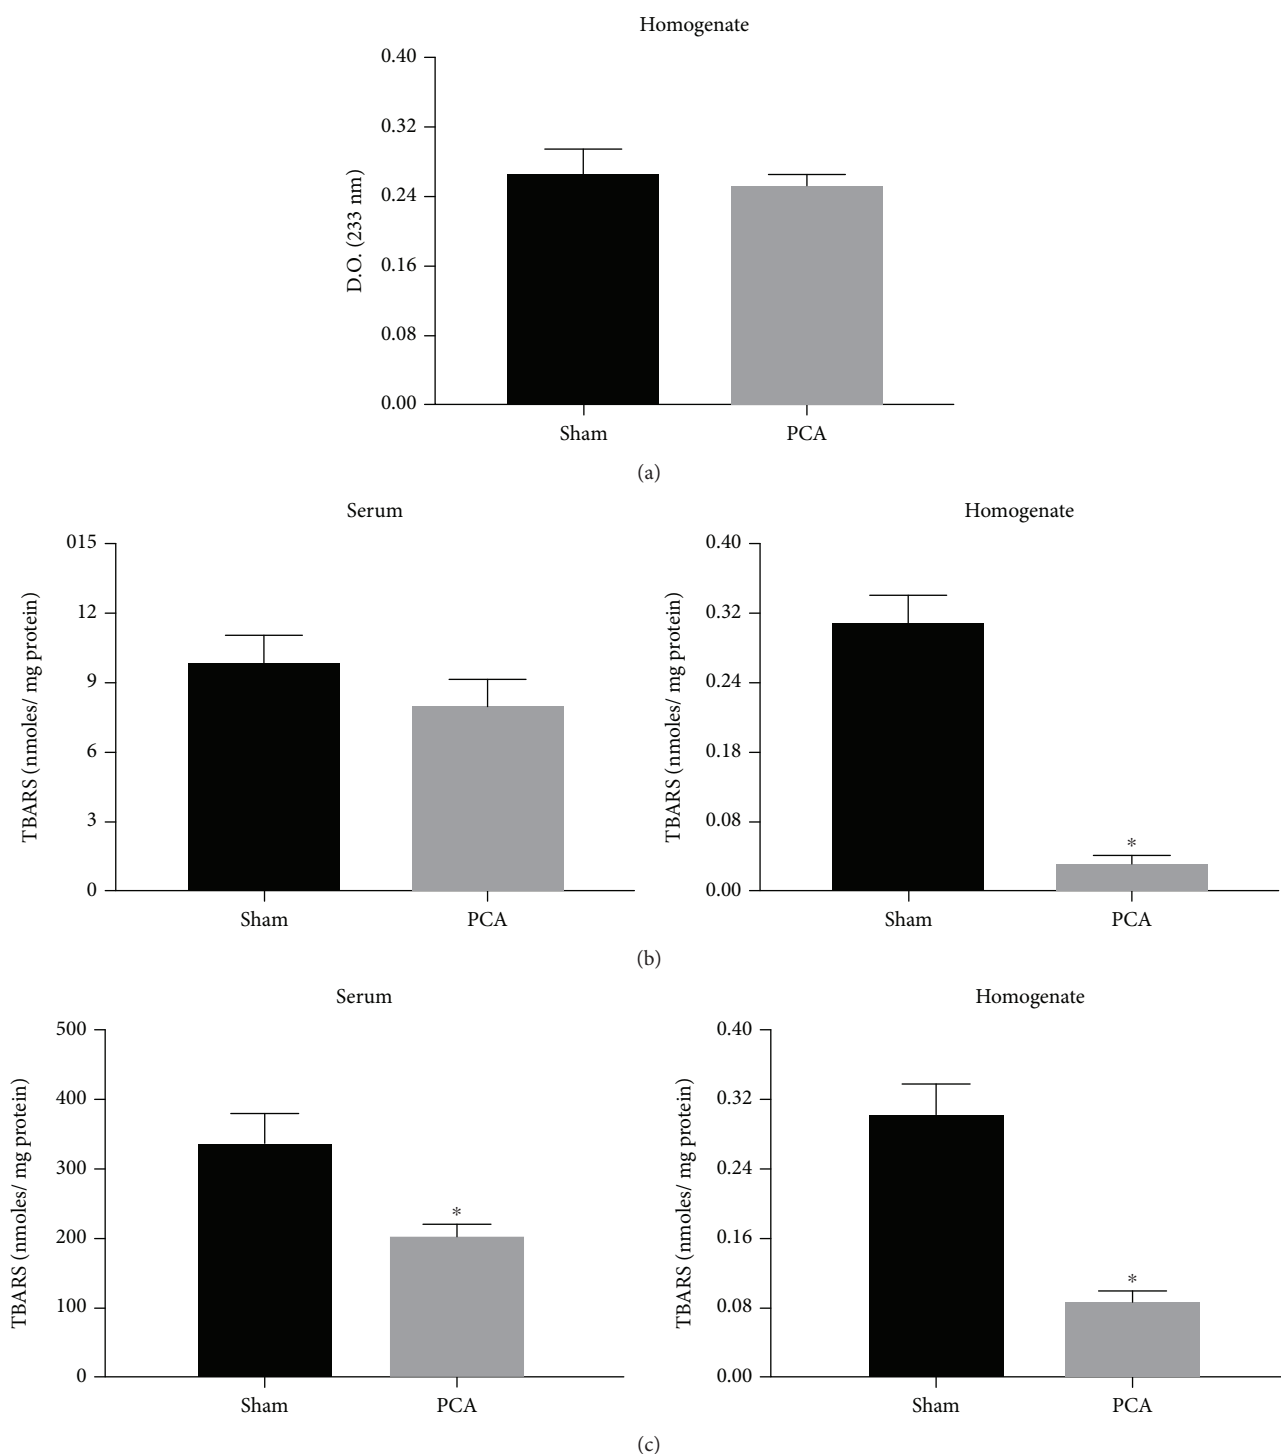 Homogenate
0.40
0.32
0.24
0.16
0.08
0.00
D.O. (233 nm)
Sham PCA
(a)
Serum
015
12
9
6
3
0
TBARS (nmoles/ mg protein)
Sham PCA
Homogenate
0.40
0.32
0.24
0.18
0.08
0.00
TBARS (nmoles/ mg protein)
*
Sham PCA
(b)
Serum
500
400
300
200
100
0
TBARS (nmoles/ mg protein)
*
Sham PCA
Homogenate
0.40
0.32
0.24
0.16
0.08
0.00
TBARS (nmoles/ mg protein)
*
Sham PCA
(c)